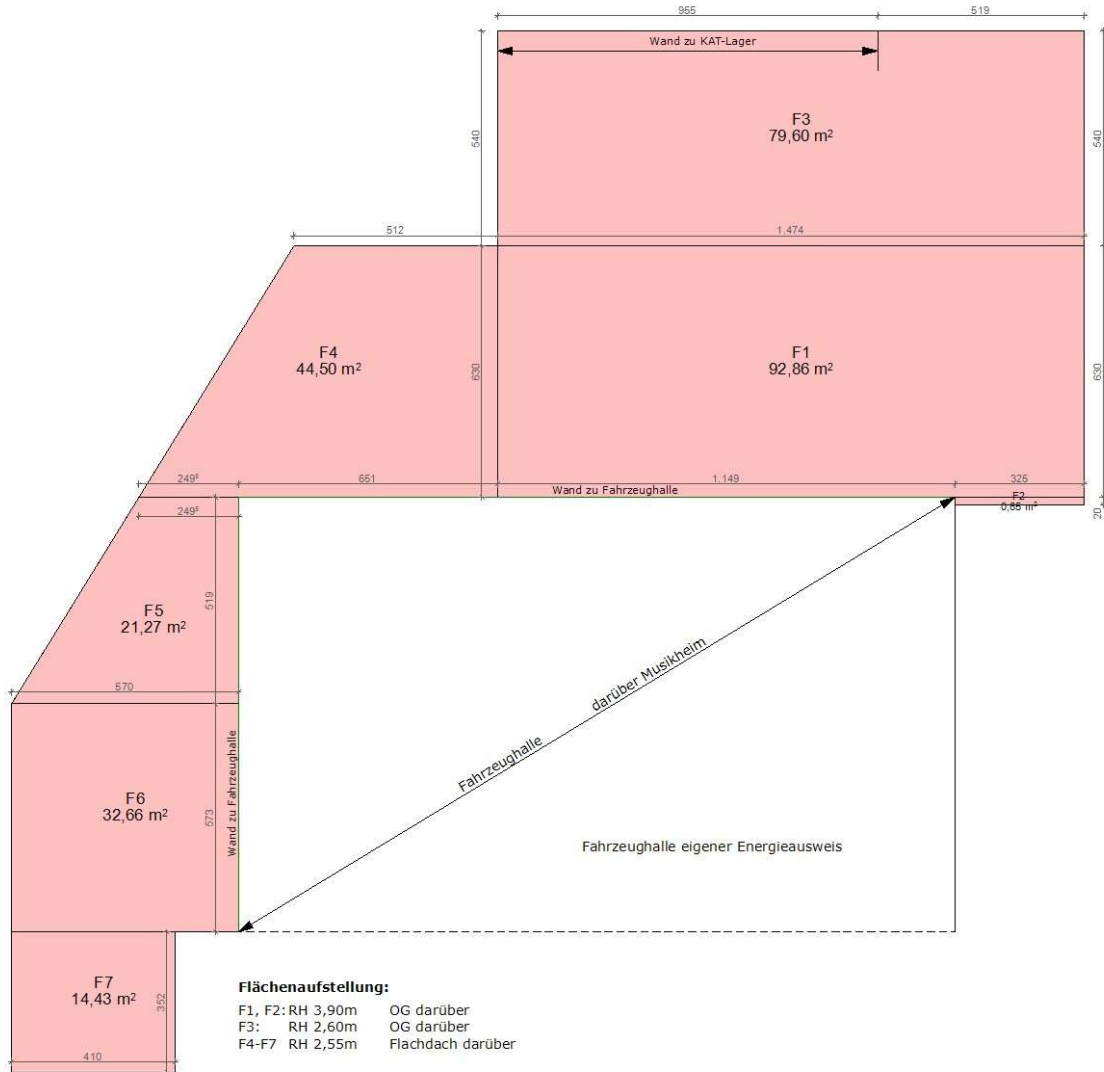 955
519
Wand zu KAT-Lager
540
F3
79,60 m²
540
512
1.474
F4
44,50 m²
630
F1
92,86 m²
630
249⁵
651
1.149
325
Wand zu Fahrzeughalle
F2
0,65 m²
20
249⁵
519
F5
21,27 m²
570
darüber Musikheim
Fahrzeughalle
F6
32,66 m²
573
Wand zu Fahrzeughalle
Fahrzeughalle eigener Energieausweis
F7
14,43 m²
352
410
Flächenaufstellung:
F1, F2: RH 3,90m OG darüber
F3: RH 2,60m OG darüber
F4-F7 RH 2,55m Flachdach darüber